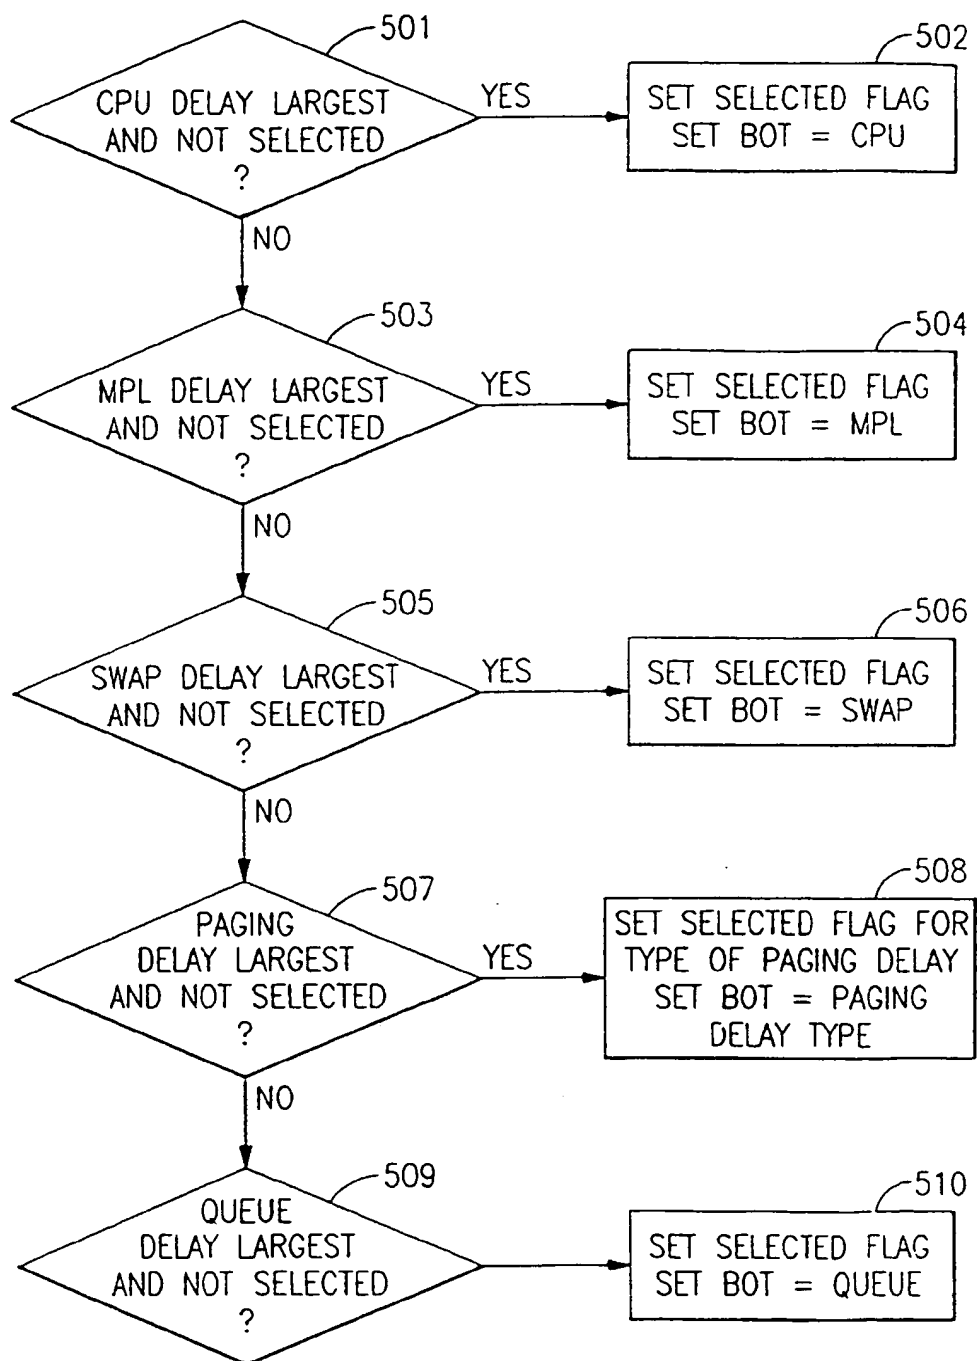 501
CPU DELAY LARGEST
AND NOT SELECTED
?
YES
502
SET SELECTED FLAG
SET BOT = CPU
NO
503
MPL DELAY LARGEST
AND NOT SELECTED
?
YES
504
SET SELECTED FLAG
SET BOT = MPL
NO
505
SWAP DELAY LARGEST
AND NOT SELECTED
?
YES
506
SET SELECTED FLAG
SET BOT = SWAP
NO
507
PAGING
DELAY LARGEST
AND NOT SELECTED
?
YES
508
SET SELECTED FLAG FOR
TYPE OF PAGING DELAY
SET BOT = PAGING
DELAY TYPE
NO
509
QUEUE
DELAY LARGEST
AND NOT SELECTED
?
510
SET SELECTED FLAG
SET BOT = QUEUE